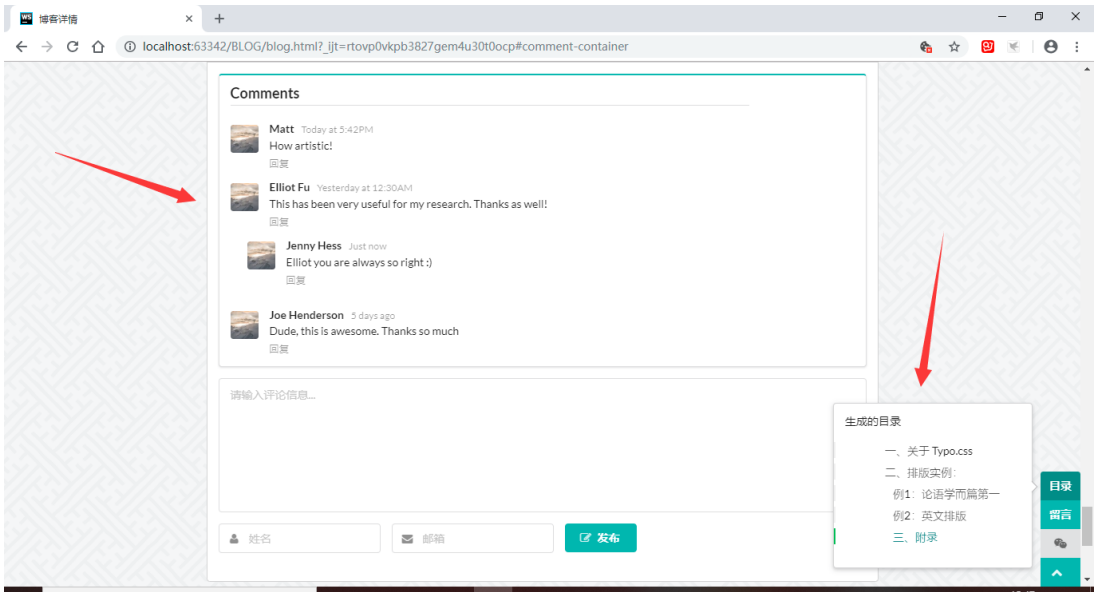 博客详情
localhost:63342/BLOG/blog.html?_ijt=rtovp0vkpb3827gem4u30t0ocp#comment-container
Comments
Matt Today at 5:42PM
How artistic!
回复
Elliot Fu Yesterday at 12:30AM
This has been very useful for my research. Thanks as well!
回复
Jenny Hess Just now
Elliot you are always so right :)
回复
Joe Henderson 5 days ago
Dude, this is awesome. Thanks so much
回复
请输入评论信息...
姓名
邮箱
发布
生成的目录
一、关于 Typo.css
二、排版实例:
例1：论语学而篇第一
例2：英文排版
三、附录
目录
留言